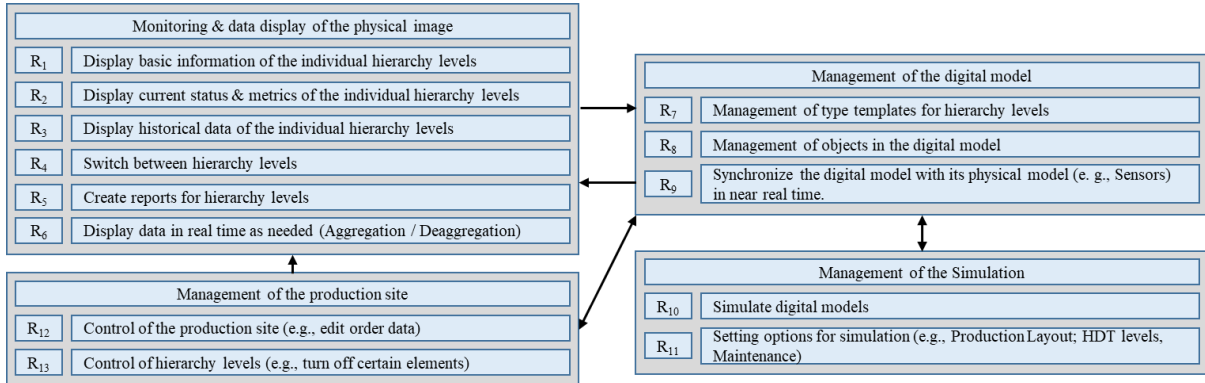 Monitoring & data display of the physical image
R₁ Display basic information of the individual hierarchy levels
R₂ Display current status & metrics of the individual hierarchy levels
R₃ Display historical data of the individual hierarchy levels
R₄ Switch between hierarchy levels
R₅ Create reports for hierarchy levels
R₆ Display data in real time as needed (Aggregation / Deaggregation)
Management of the production site
R₁₂ Control of the production site (e.g., edit order data)
R₁₃ Control of hierarchy levels (e.g., turn off certain elements)
Management of the digital model
R₇ Management of type templates for hierarchy levels
R₈ Management of objects in the digital model
R₉ Synchronize the digital model with its physical model (e. g., Sensors)
in near real time.
Management of the Simulation
R₁₀ Simulate digital models
R₁₁ Setting options for simulation (e.g., Production Layout; HDT levels,
Maintenance)